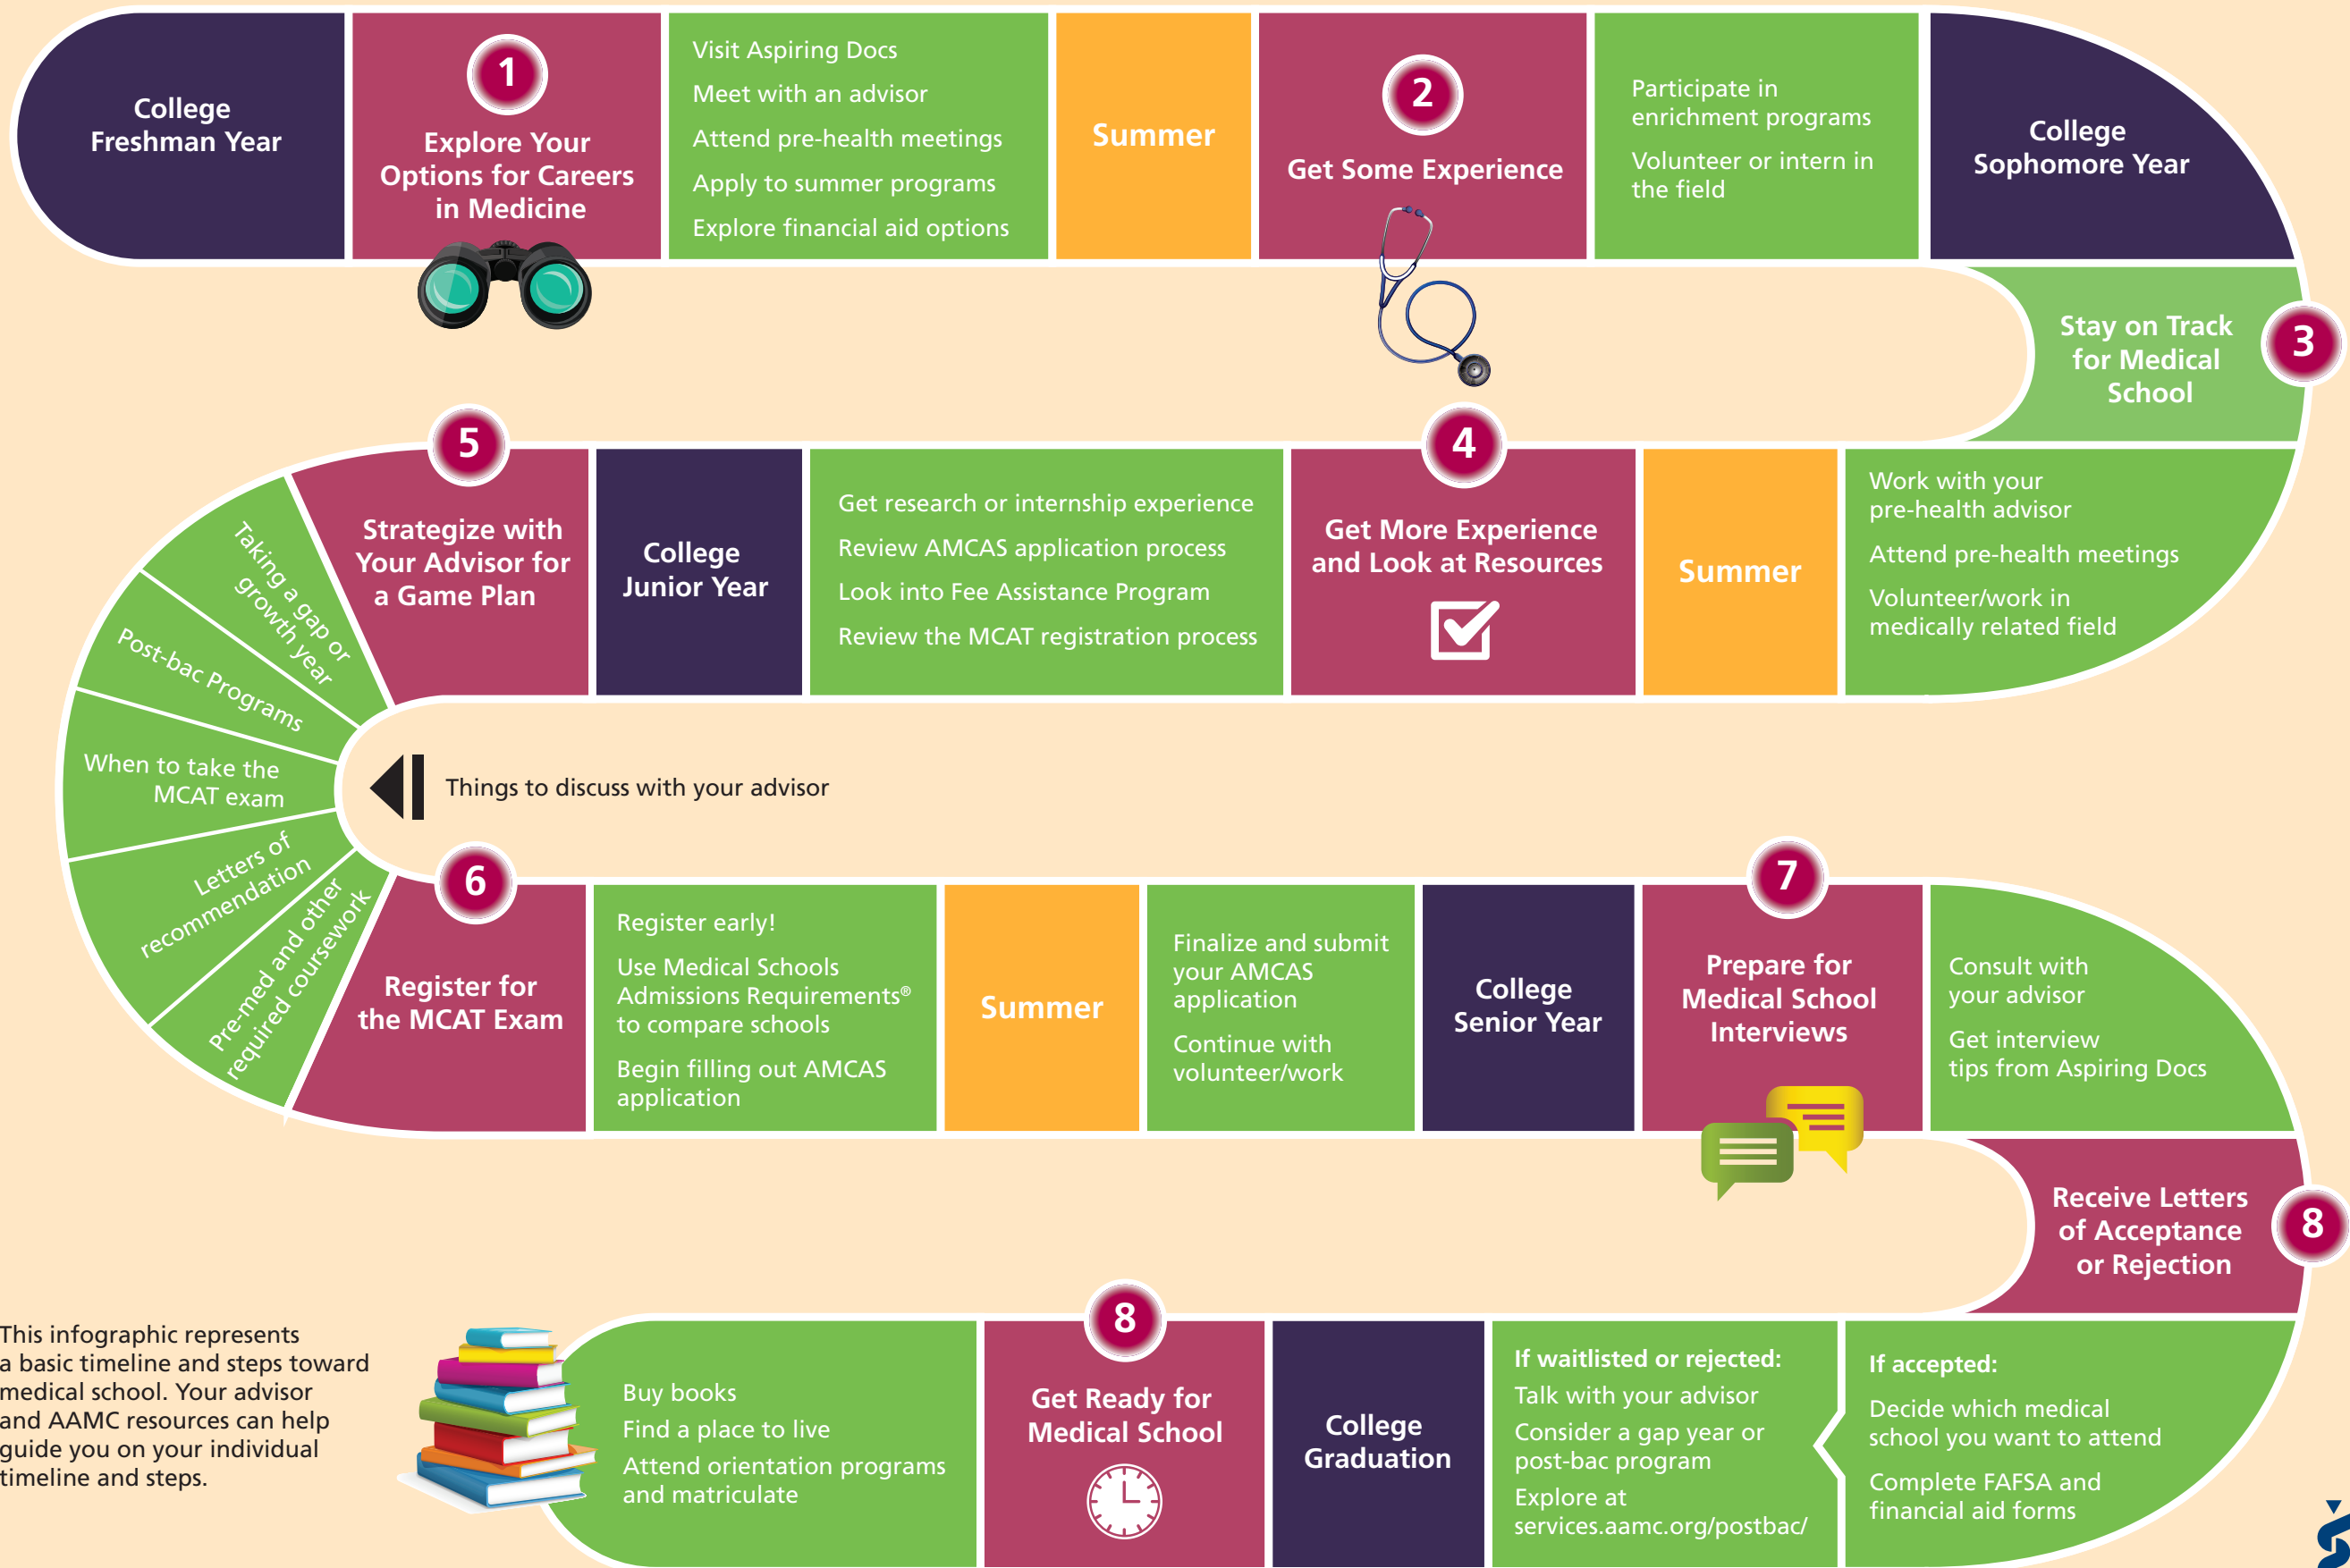 College
Freshman Year
1
Explore Your
Options for Careers
in Medicine
Visit Aspiring Docs
Meet with an advisor
Attend pre-health meetings
Apply to summer programs
Explore financial aid options
Summer
2
Get Some Experience
Participate in
enrichment programs
Volunteer or intern in
the field
College
Sophomore Year
Stay on Track
for Medical
School
3
Work with your
pre-health advisor
Attend pre-health meetings
Volunteer/work in
medically related field
Summer
4
Get More Experience
and Look at Resources
Get research or internship experience
Review AMCAS application process
Look into Fee Assistance Program
Review the MCAT registration process
College
Junior Year
5
Strategize with
Your Advisor for
a Game Plan
Taking a gap or
growth year
Post-bac Programs
When to take the
MCAT exam
Letters of
recommendation
Pre-med and other
required coursework
Things to discuss with your advisor
6
Register for
the MCAT Exam
Register early!
Use Medical Schools
Admissions Requirements®
to compare schools
Begin filling out AMCAS
application
Summer
Finalize and submit
your AMCAS
application
Continue with
volunteer/work
College
Senior Year
7
Prepare for
Medical School
Interviews
Consult with
your advisor
Get interview
tips from Aspiring Docs
Receive Letters
of Acceptance
or Rejection
8
If accepted:
Decide which medical
school you want to attend
Complete FAFSA and
financial aid forms
If waitlisted or rejected:
Talk with your advisor
Consider a gap year or
post-bac program
Explore at
services.aamc.org/postbac/
College
Graduation
8
Get Ready for
Medical School
Buy books
Find a place to live
Attend orientation programs
and matriculate
This infographic represents
a basic timeline and steps toward
medical school. Your advisor
and AAMC resources can help
guide you on your individual
timeline and steps.